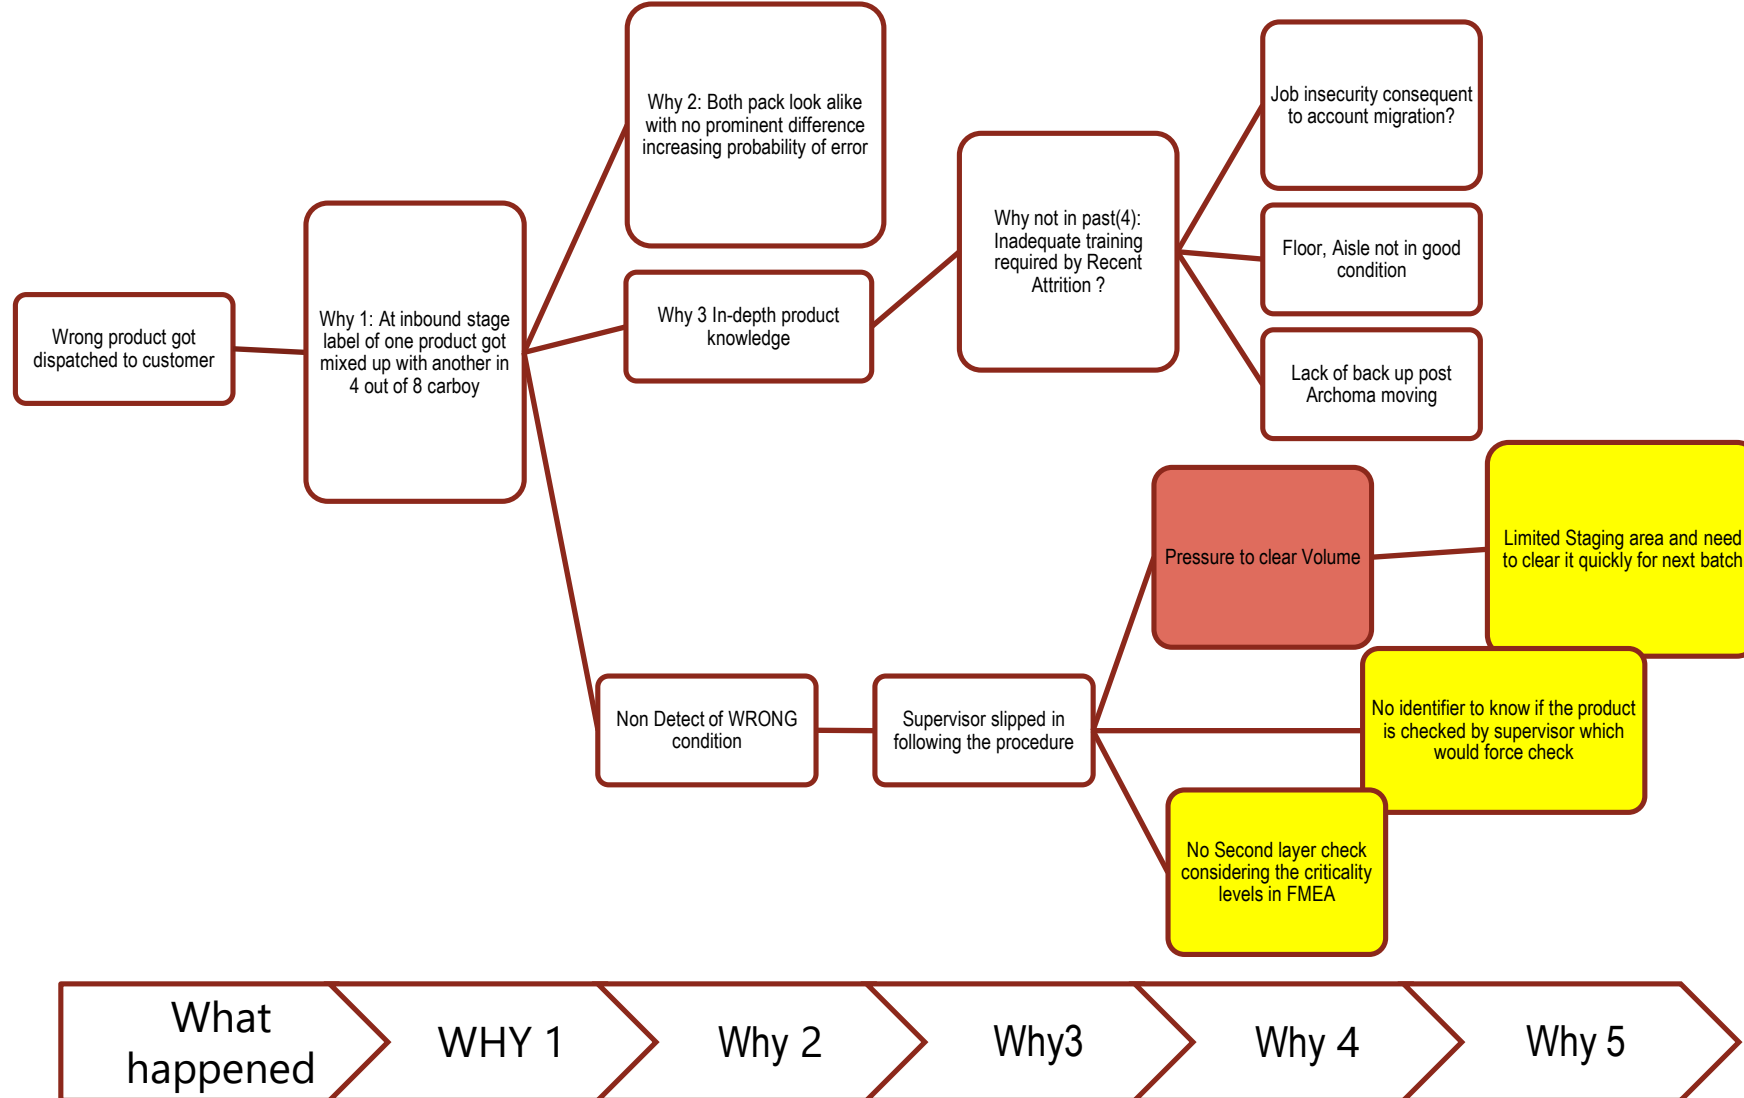 Wrong product got
dispatched to customer
Why 1: At inbound stage
label of one product got
mixed up with another in
4 out of 8 carboy
Why 2: Both pack look alike
with no prominent difference
increasing probability of error
Why 3 In-depth product
knowledge
Why not in past(4):
Inadequate training
required by Recent
Attrition ?
Job insecurity consequent
to account migration?
Floor, Aisle not in good
condition
Lack of back up post
Archoma moving
Non Detect of WRONG
condition
Supervisor slipped in
following the procedure
Pressure to clear Volume
Limited Staging area and need
to clear it quickly for next batch
No identifier to know if the product
is checked by supervisor which
would force check
No Second layer check
considering the criticality
levels in FMEA
What
happened
WHY 1
Why 2
Why3
Why 4
Why 5